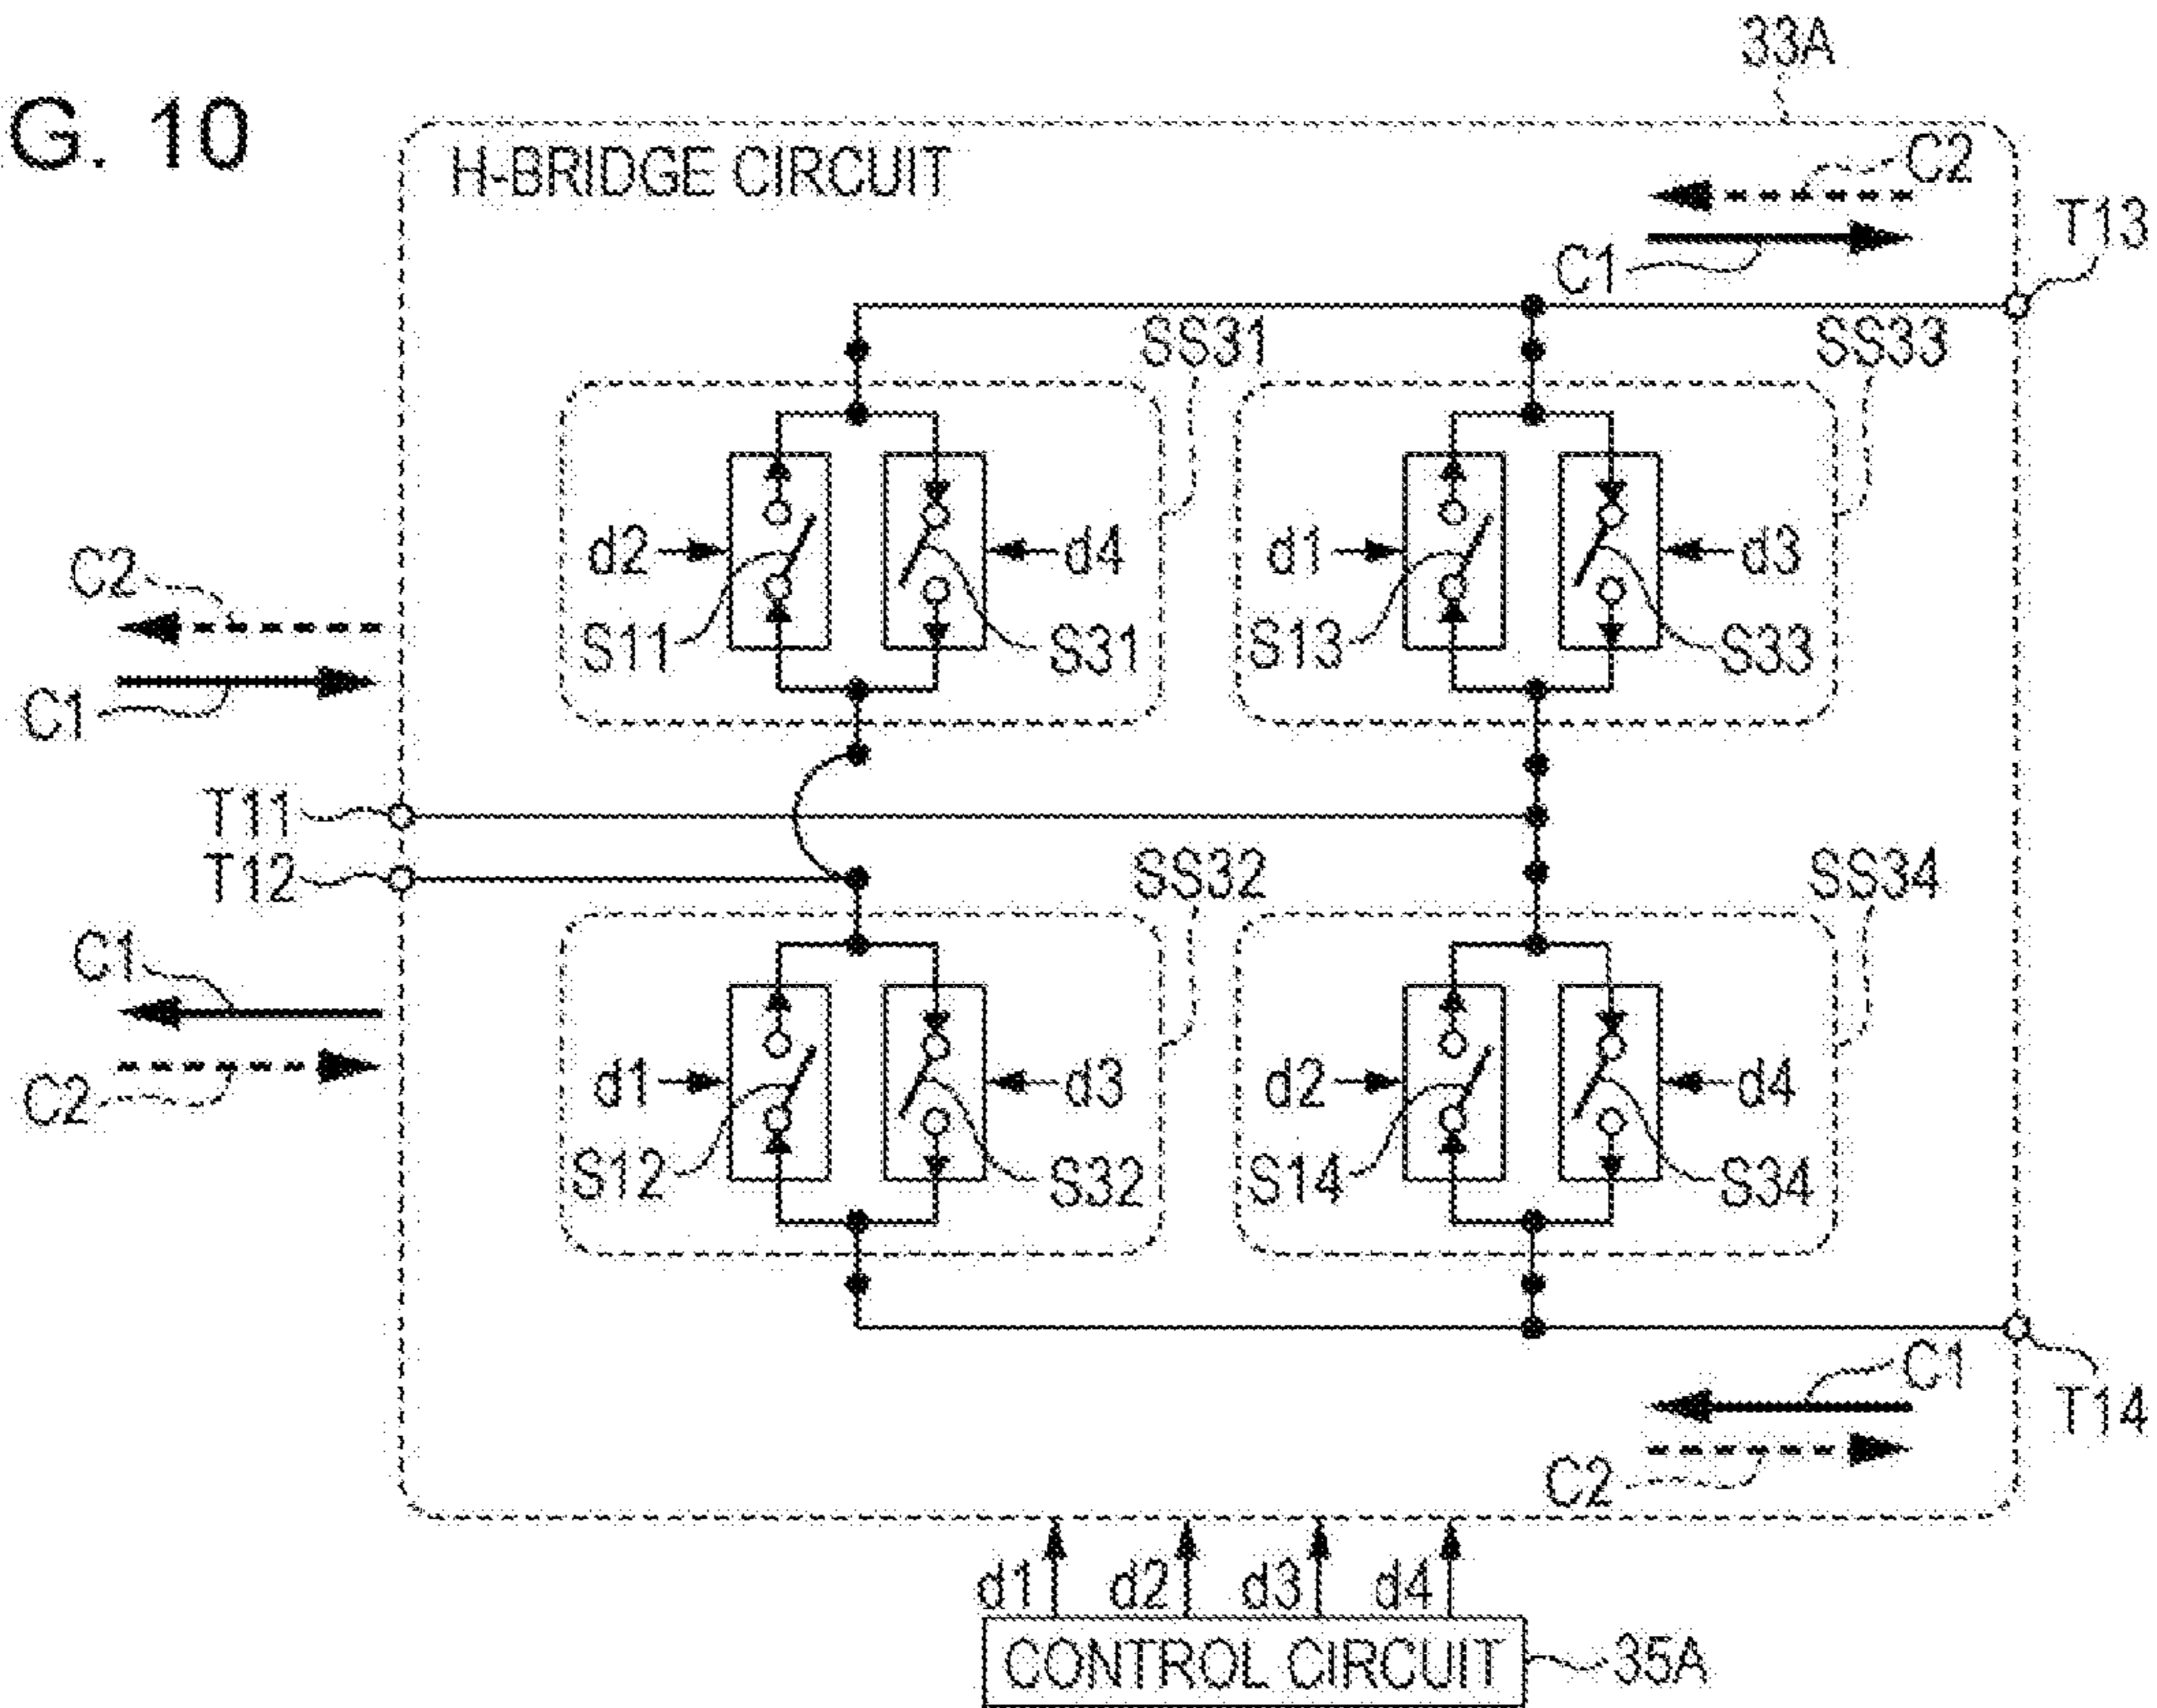 G. 10
33A
H-BRIDGE CIRCUIT
C2
C1
T13
SS31
SS33
d2
d4
d1
d3
S11
S31
S13
S33
C2
C1
T11
T12
SS32
SS34
C1
C2
d1
d3
d2
d4
S12
S32
S14
S34
C1
C2
T14
d1 d2 d3 d4
CONTROL CIRCUIT
35A